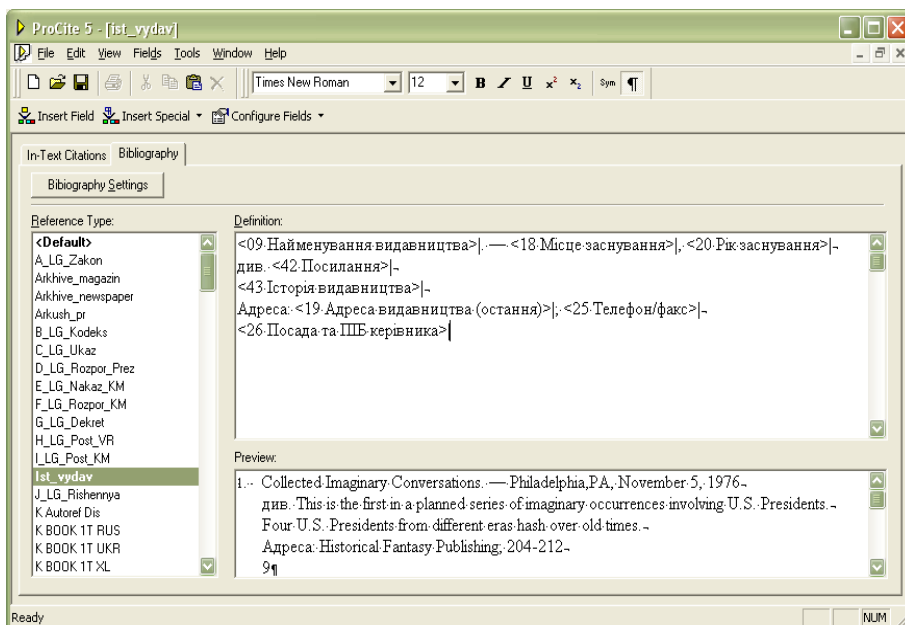 ProCite 5 - [ist_vydav]
File Edit View Fields Tools Window Help
Times New Roman 12 B I U x² x₂ Sym ¶
Insert Field Insert Special Configure Fields
In-Text Citations Bibliography
Bibiography Settings
Reference Type:
<Default>
A_LG_Zakon
Arkhive_magazin
Arkhive_newspaper
Arkush_pr
B_LG_Kodeks
C_LG_Ukaz
D_LG_Rozpor_Prez
E_LG_Nakaz_KM
F_LG_Rozpor_KM
G_LG_Dekret
H_LG_Post_VR
I_LG_Post_KM
Ist_vydav
J_LG_Rishennya
K Autoref Dis
K BOOK 1T RUS
K BOOK 1T UKR
K BOOK 1T XL
Definition:
<09·Найменування·видавництва>|.·—·<18·Місце·заснування>|,·<20·Рік·заснування>|¬
див.·<42·Посилання>|¬
<43·Історія·видавництва>|¬
Адреса:·<19·Адреса·видавництва·(остання)>|;·<25·Телефон/факс>|¬
<26·Посада·та·ПІБ·керівника>|
Preview:
1.·· Collected·Imaginary·Conversations.·—·Philadelphia,PA,·November·5,·1976¬
див.·This·is·the·first·in·a·planned·series·of·imaginary·occurrences·involving·U.S.·Presidents.¬
Four·U.S.·Presidents·from·different·eras·hash·over·old·times.¬
Адреса:·Historical·Fantasy·Publishing;·204-212¬
9¶
Ready NUM